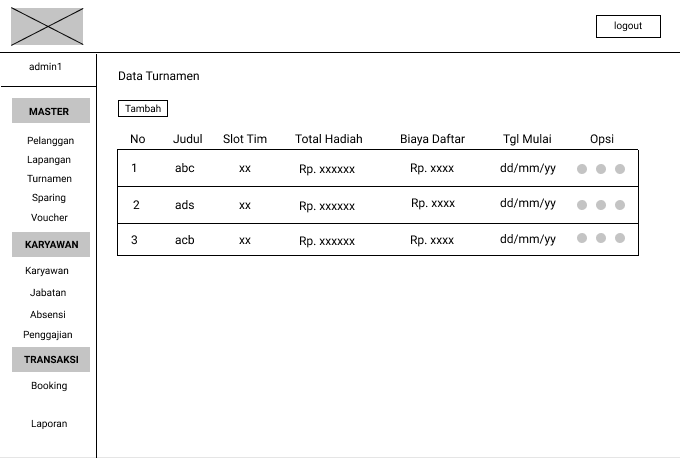 logout
admin1
MASTER
Pelanggan
Lapangan
Turnamen
Sparing
Voucher
KARYAWAN
Karyawan
Jabatan
Absensi
Penggajian
TRANSAKSI
Booking
Laporan
Data Turnamen
Tambah
No Judul Slot Tim Total Hadiah Biaya Daftar Tgl Mulai Opsi
1 abc xx Rp. xxxxxx Rp. xxxx dd/mm/yy
2 ads xx Rp. xxxxxx Rp. xxxx dd/mm/yy
3 acb xx Rp. xxxxxx Rp. xxxx dd/mm/yy